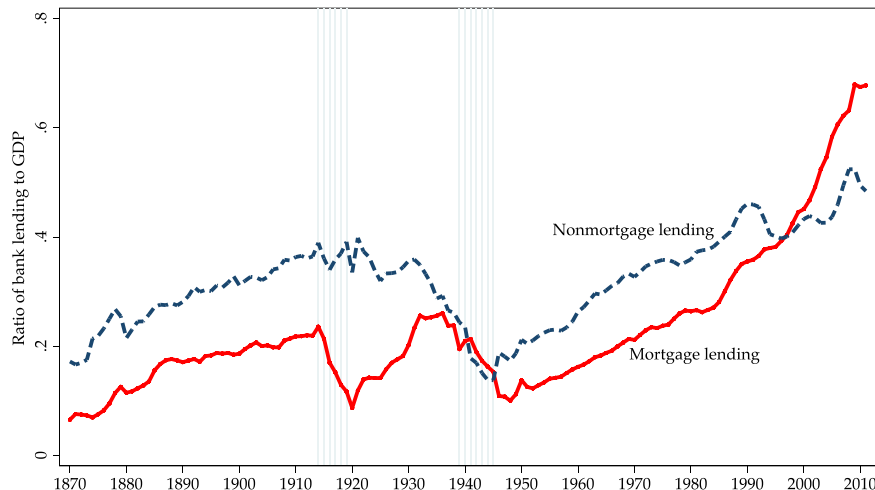 .8
.6
.4
.2
0
Ratio of bank lending to GDP
Nonmortgage lending
Mortgage lending
1870 1880 1890 1900 1910 1920 1930 1940 1950 1960 1970 1980 1990 2000 2010